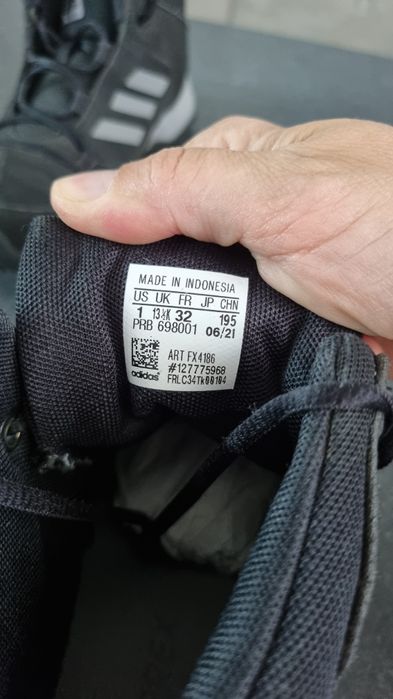 MADE IN INDONESIA
US UK FR JP CHN
1 13½K 32 195
PRB 698001 06/21
ART FX4186
#127775968
adidas FRLC34Tk00104